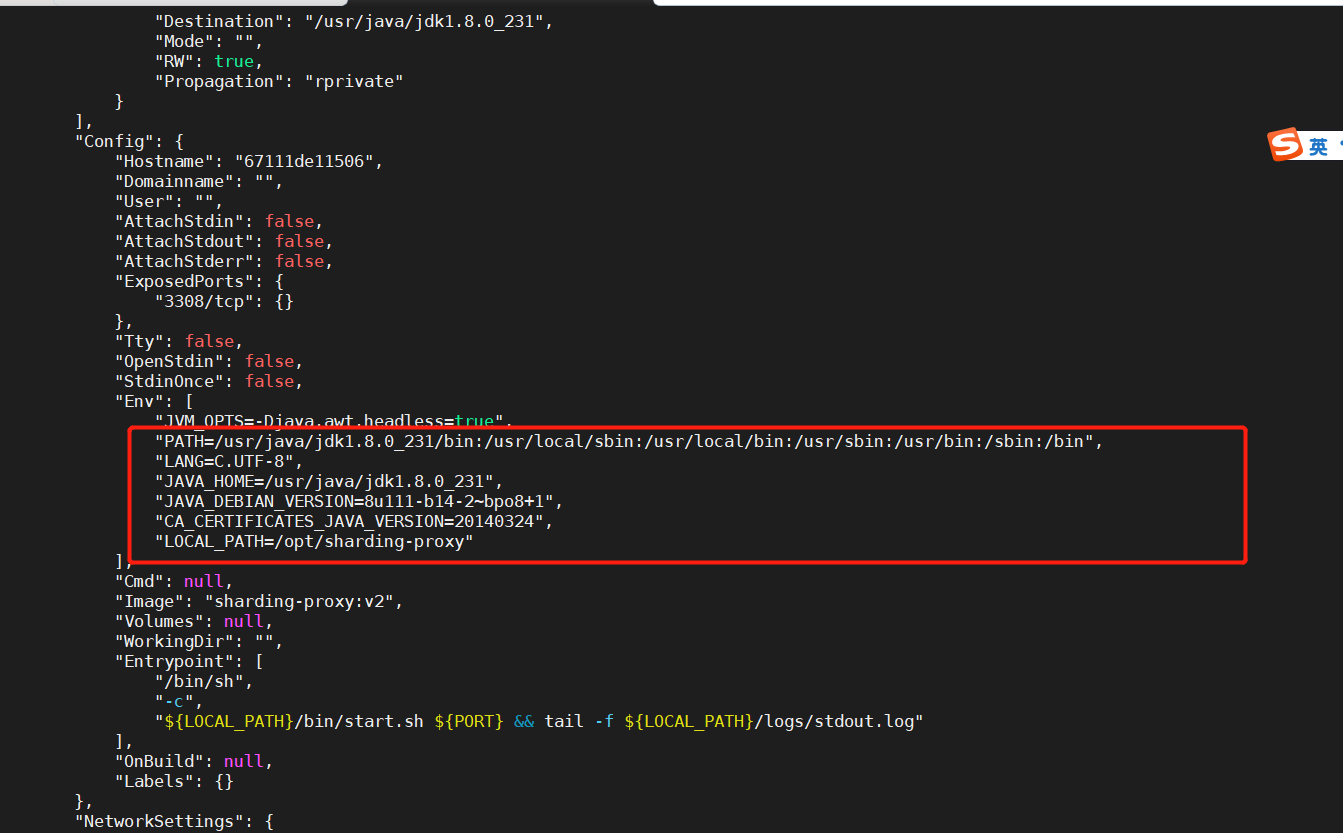 "Destination": "/usr/java/jdk1.8.0_231",
"Mode": "",
"RW": true,
"Propagation": "rprivate"
}
],
"Config": {
"Hostname": "67111de11506",
"Domainname": "",
"User": "",
"AttachStdin": false,
"AttachStdout": false,
"AttachStderr": false,
"ExposedPorts": {
"3308/tcp": {}
},
"Tty": false,
"OpenStdin": false,
"StdinOnce": false,
"Env": [
"JVM_OPTS=-Djava.awt.headless=true",
"PATH=/usr/java/jdk1.8.0_231/bin:/usr/local/sbin:/usr/local/bin:/usr/sbin:/usr/bin:/sbin:/bin",
"LANG=C.UTF-8",
"JAVA_HOME=/usr/java/jdk1.8.0_231",
"JAVA_DEBIAN_VERSION=8u111-b14-2~bpo8+1",
"CA_CERTIFICATES_JAVA_VERSION=20140324",
"LOCAL_PATH=/opt/sharding-proxy"
],
"Cmd": null,
"Image": "sharding-proxy:v2",
"Volumes": null,
"WorkingDir": "",
"Entrypoint": [
"/bin/sh",
"-c",
"${LOCAL_PATH}/bin/start.sh ${PORT} && tail -f ${LOCAL_PATH}/logs/stdout.log"
],
"OnBuild": null,
"Labels": {}
},
"NetworkSettings": {
S 英